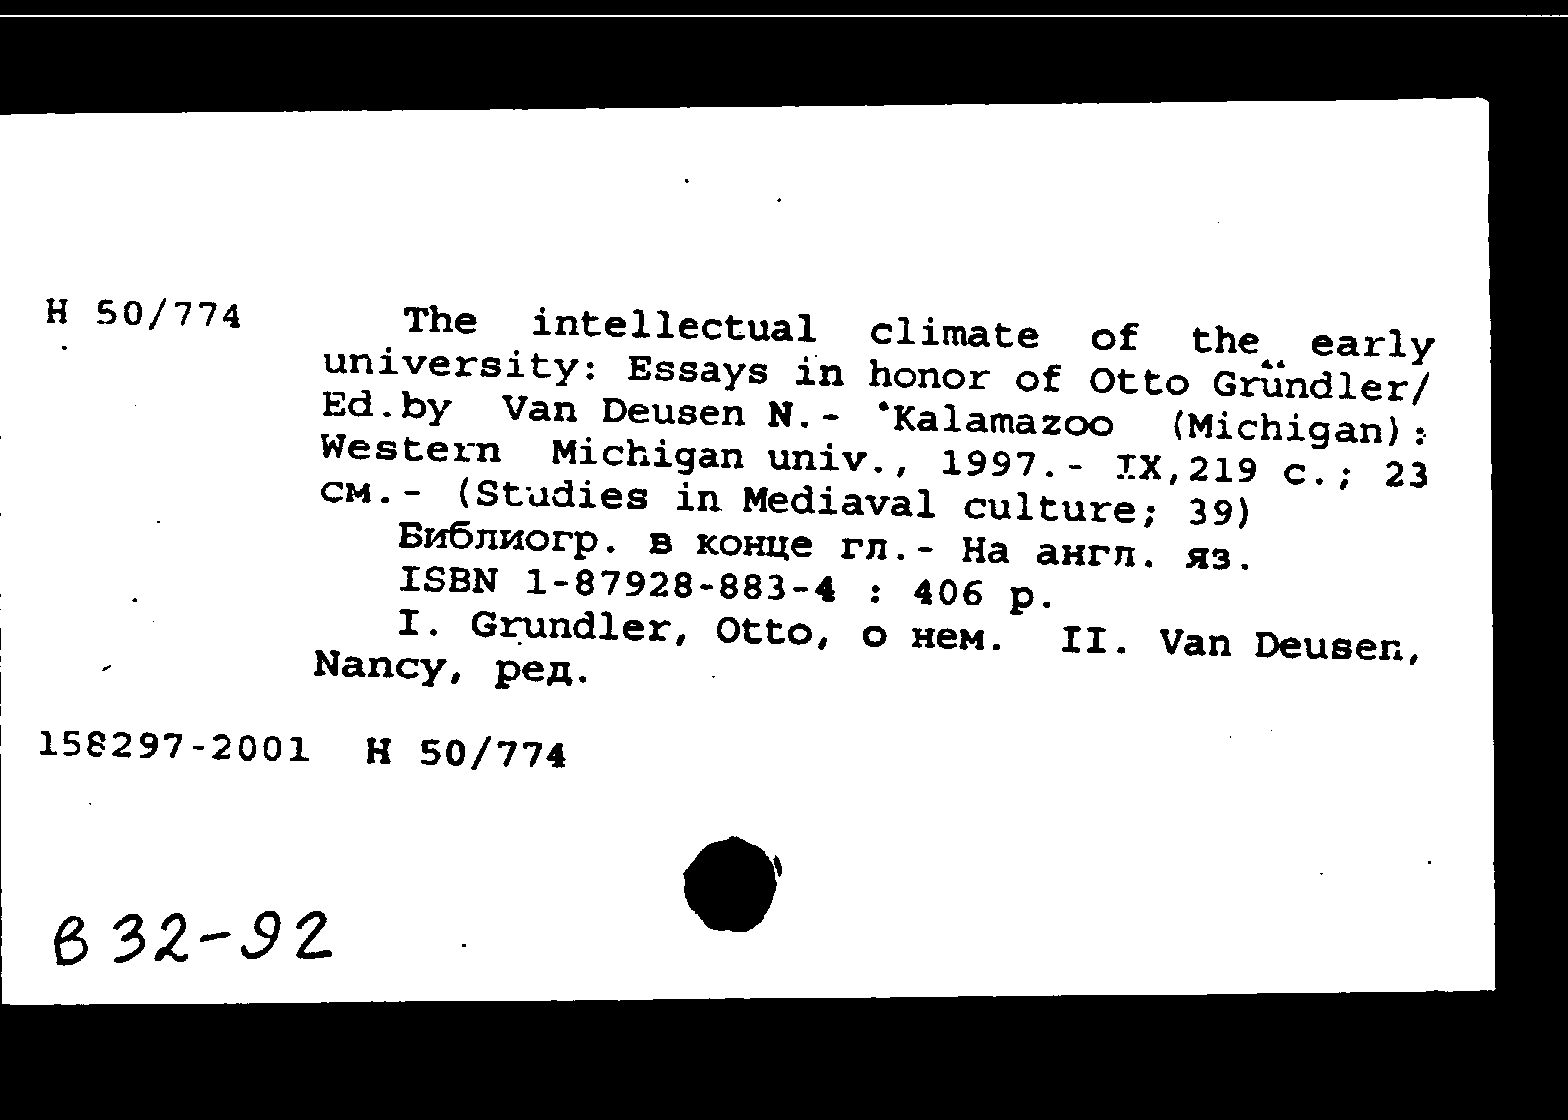 Н 50/774
The intellectual climate of the early
university: Essays in honor of Otto Gründler/
Ed.by Van Deusen N.- Kalamazoo (Michigan):
Western Michigan univ., 1997.- IX,219 с.; 23
см.- (Studies in Mediaval culture; 39)
Библиогр. в конце гл.- На англ. яз.
ISBN 1-87928-883-4 : 406 р.
I. Grundler, Otto, о нем. II. Van Deusen,
Nancy, ред.
158297-2001 Н 50/774
В 32-92